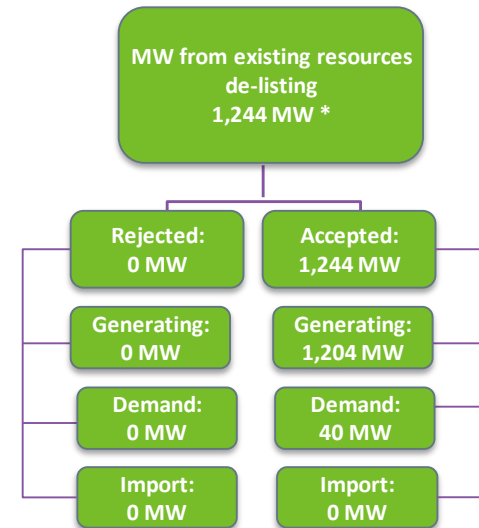 MW from existing resources
de-listing
1,244 MW *
Rejected:
0 MW
Accepted:
1,244 MW
Generating:
0 MW
Generating:
1,204 MW
Demand:
0 MW
Demand:
40 MW
Import:
0 MW
Import:
0 MW